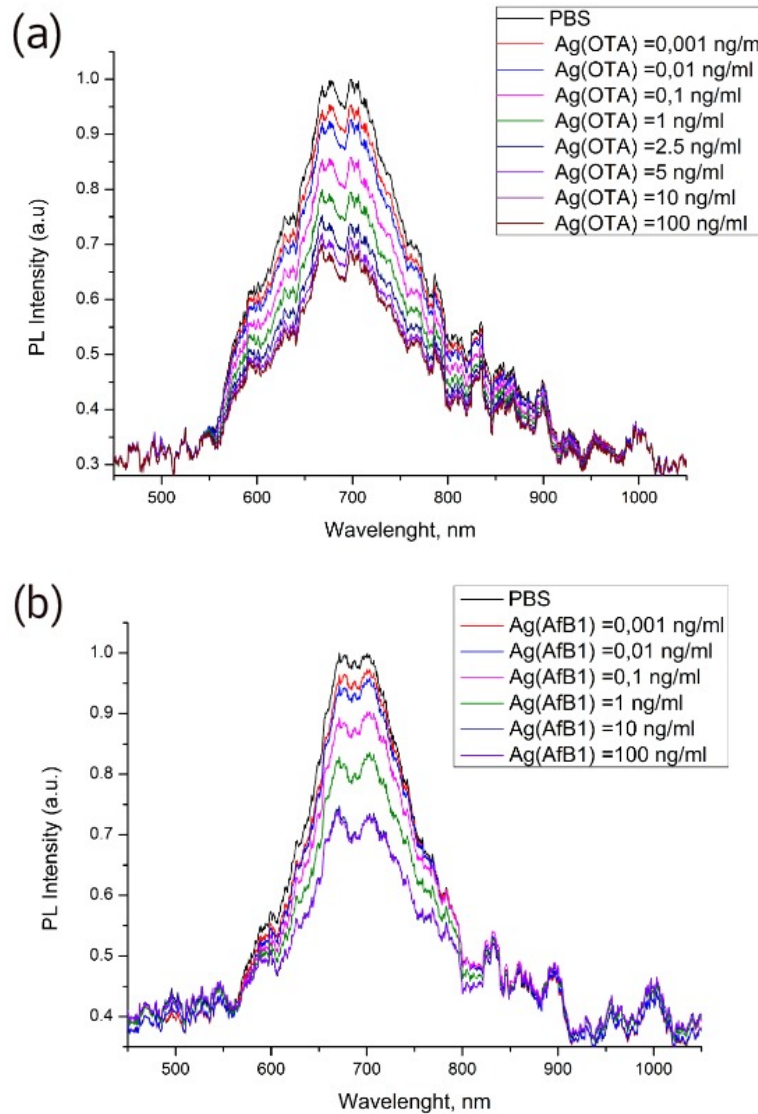 (a)
PBS
Ag(OTA) =0,001 ng/m
Ag(OTA) =0,01 ng/ml
Ag(OTA) =0,1 ng/ml
Ag(OTA) =1 ng/ml
Ag(OTA) =2.5 ng/ml
Ag(OTA) =5 ng/ml
Ag(OTA) =10 ng/ml
Ag(OTA) =100 ng/ml
1.0
0.9
0.8
0.7
0.6
0.5
0.4
0.3
PL Intensity (a.u)
500 600 700 800 900 1000
Wavelenght, nm
(b)
PBS
Ag(AfB1) =0,001 ng/ml
Ag(AfB1) =0,01 ng/ml
Ag(AfB1) =0,1 ng/ml
Ag(AfB1) =1 ng/ml
Ag(AfB1) =10 ng/ml
Ag(AfB1) =100 ng/ml
1.0
0.9
0.8
0.7
0.6
0.5
0.4
PL Intensity (a.u.)
500 600 700 800 900 1000
Wavelenght, nm